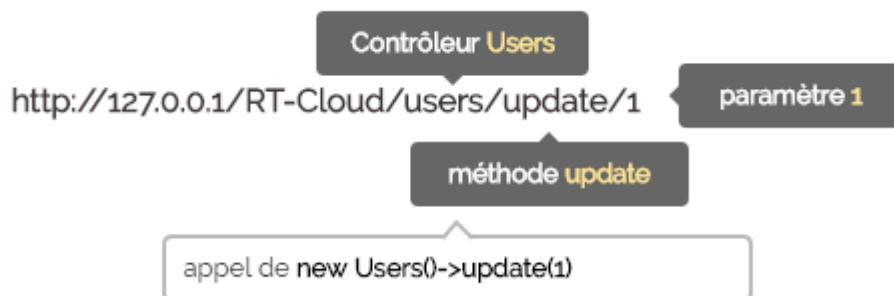 Contrôleur Users
http://127.0.0.1/RT-Cloud/users/update/1
paramètre 1
méthode update
appel de new Users()->update(1)